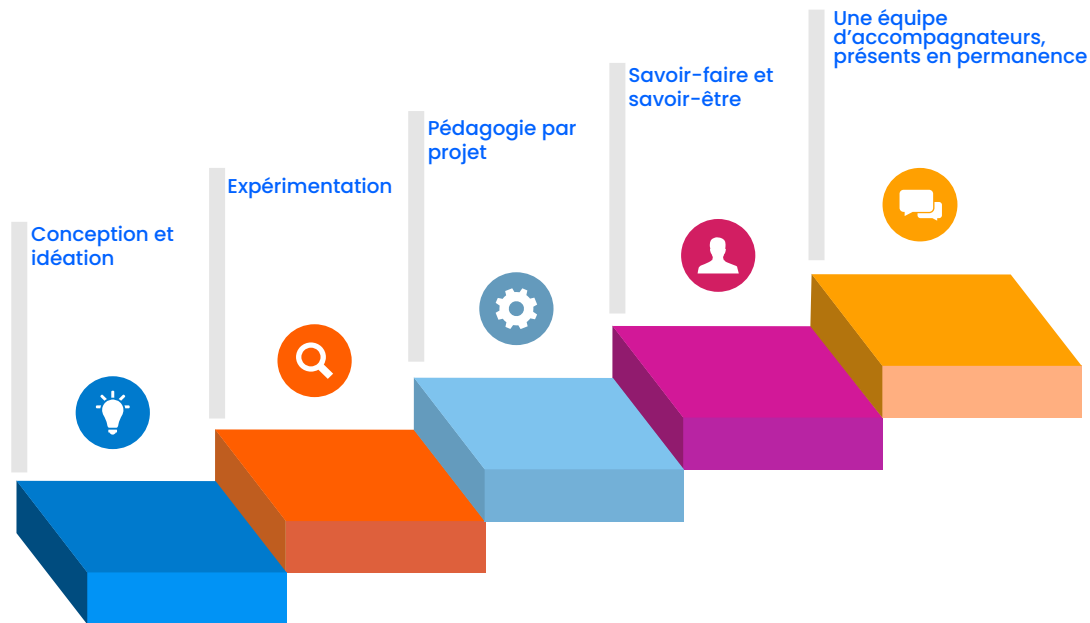 Conception et
idéation
Expérimentation
Pédagogie par
projet
Savoir-faire et
savoir-être
Une équipe
d'accompagnateurs,
présents en permanence